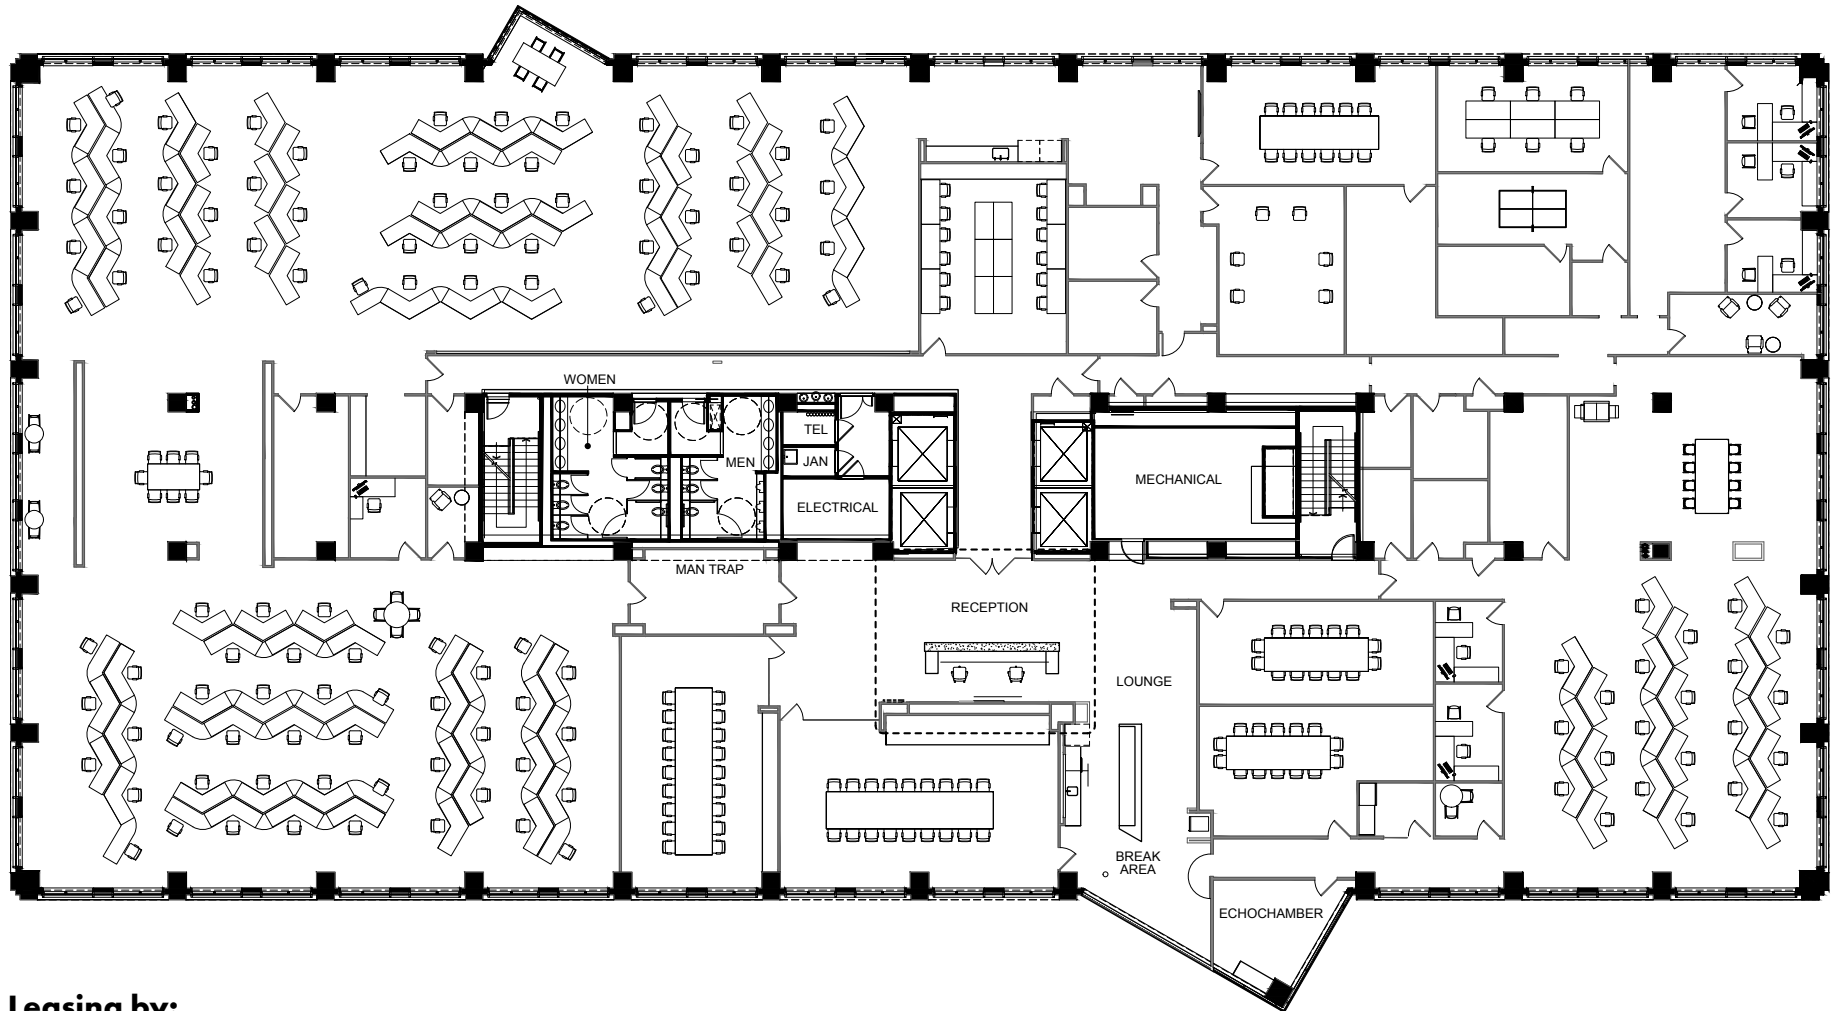 WOMEN
TEL
MEN
JAN
MECHANICAL
ELECTRICAL
MAN TRAP
RECEPTION
LOUNGE
BREAK
AREA
ECHOCHAMBER
Leasing by: